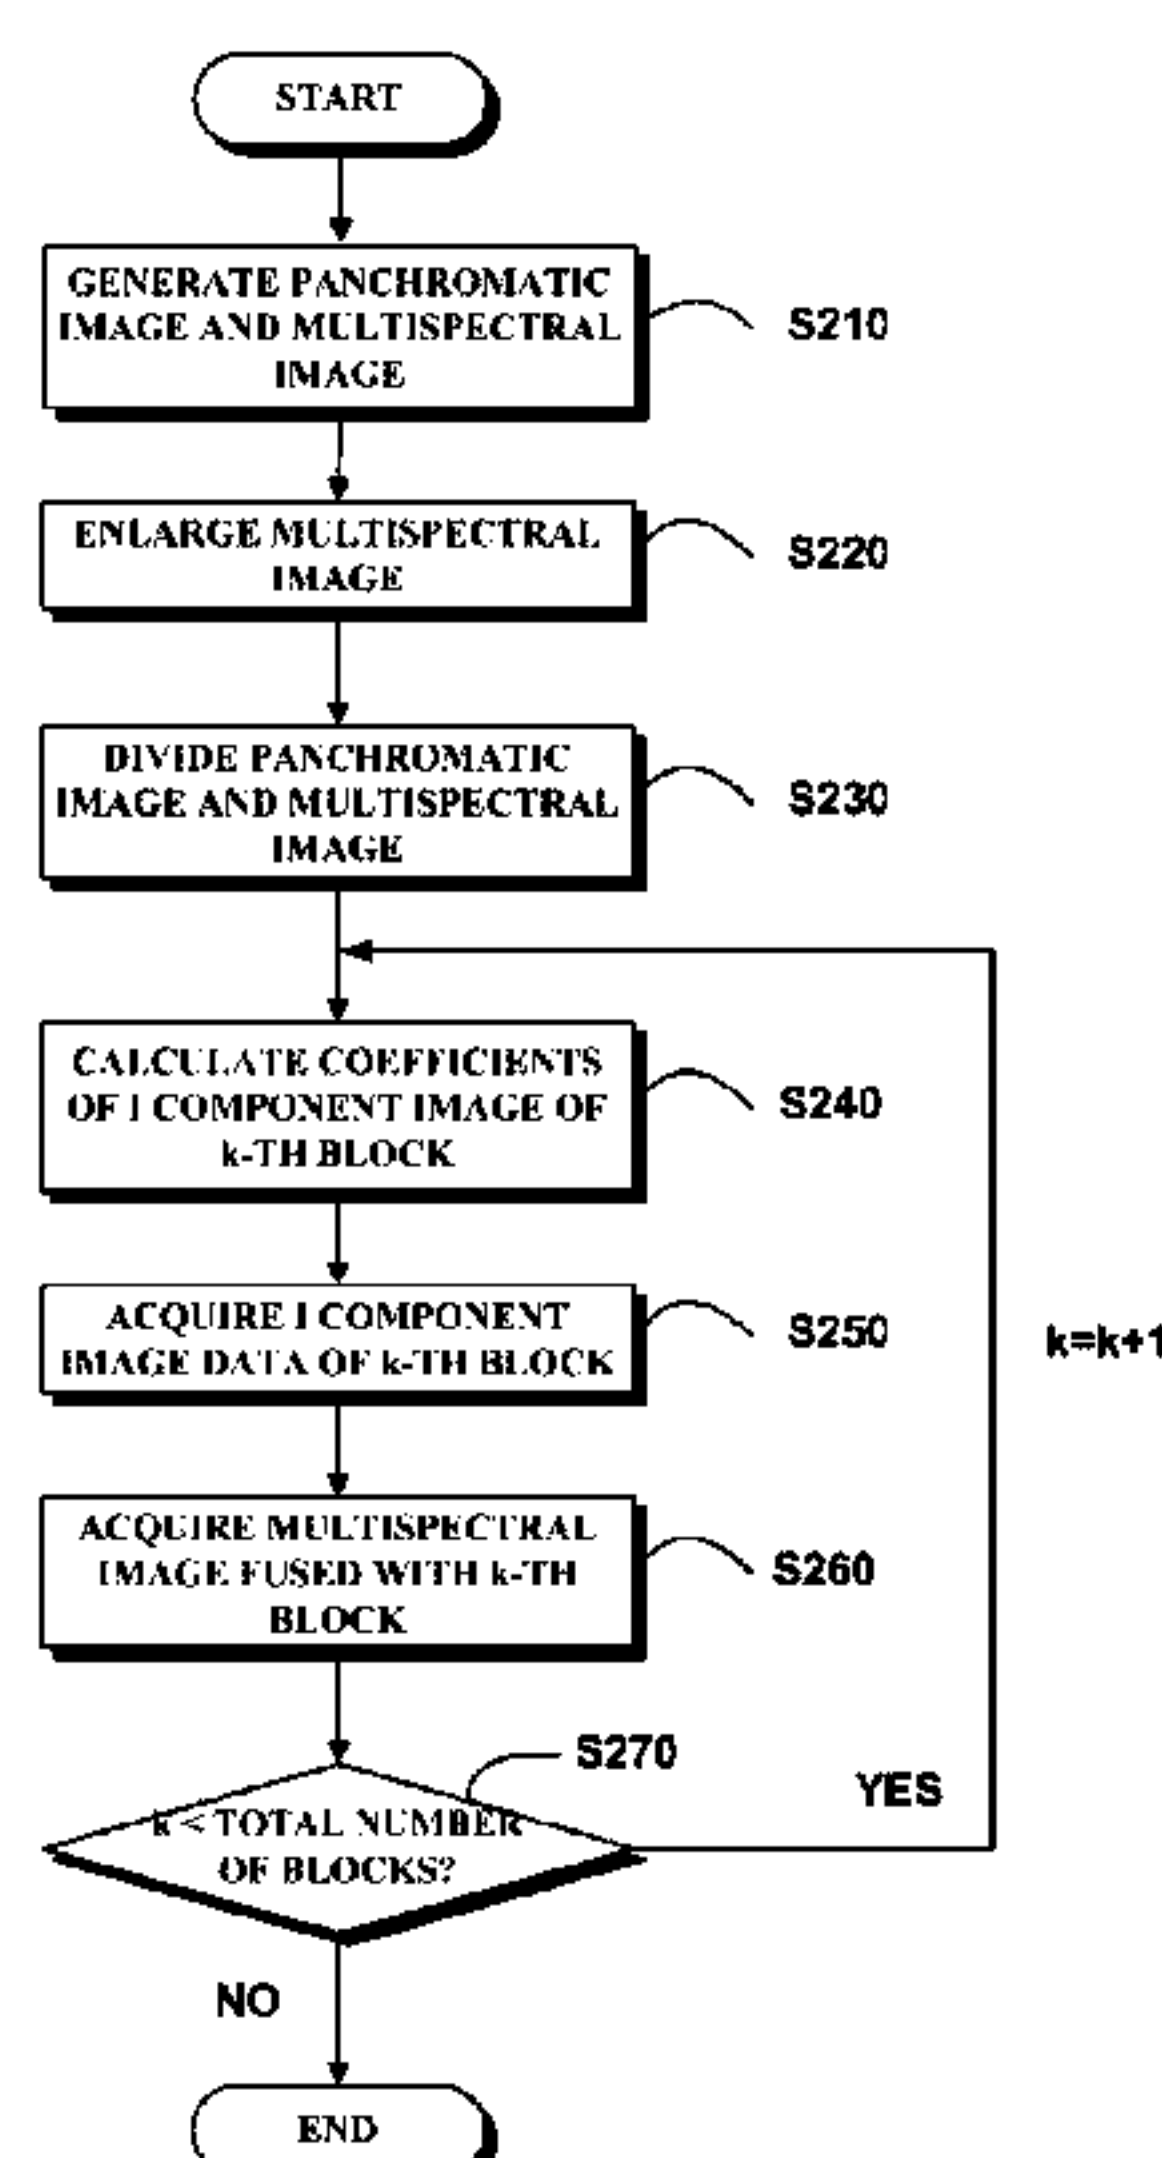 START
GENERATE PANCHROMATIC
IMAGE AND MULTISPECTRAL
IMAGE
S210
ENLARGE MULTISPECTRAL
IMAGE
S220
DIVIDE PANCHROMATIC
IMAGE AND MULTISPECTRAL
IMAGE
S230
CALCULATE COEFFICIENTS
OF I COMPONENT IMAGE OF
k-TH BLOCK
S240
ACQUIRE I COMPONENT
IMAGE DATA OF k-TH BLOCK
S250
k=k+1
ACQUIRE MULTISPECTRAL
IMAGE FUSED WITH k-TH
BLOCK
S260
S270
YES
k < TOTAL NUMBER
OF BLOCKS?
NO
END